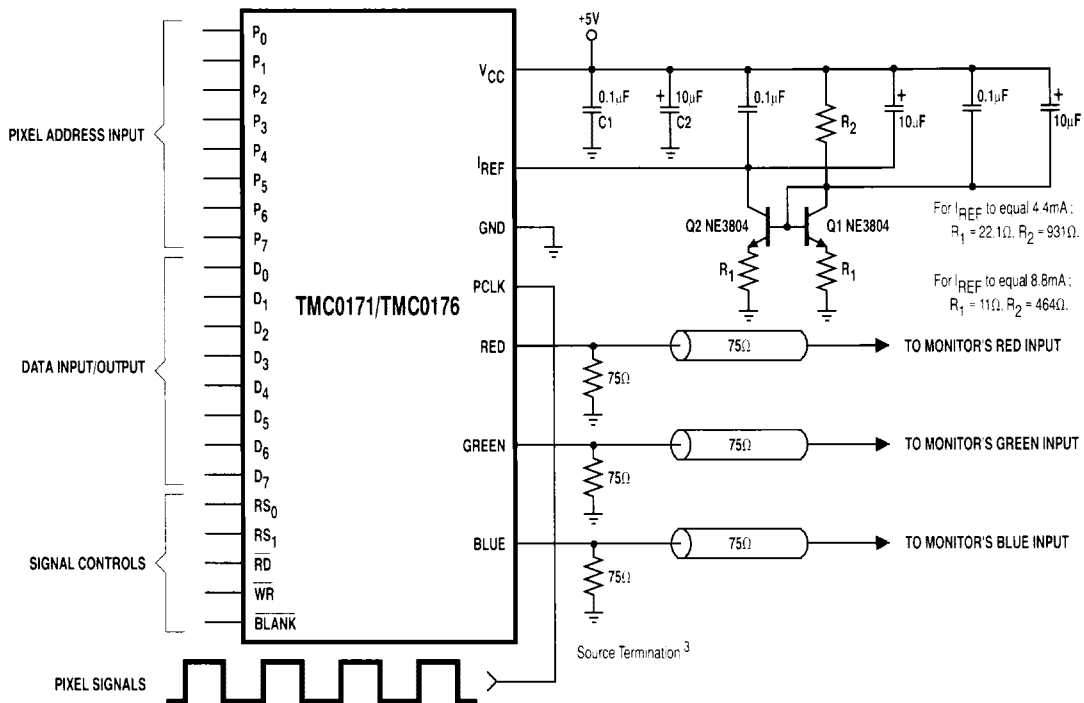 +5V
PIXEL ADDRESS INPUT
P0
P1
P2
P3
P4
P5
P6
P7
DATA INPUT/OUTPUT
D0
D1
D2
D3
D4
D5
D6
D7
SIGNAL CONTROLS
RS0
RS1
RD
WR
BLANK
PIXEL SIGNALS
TMC0171/TMC0176
VCC
IREF
GND
PCLK
RED
GREEN
BLUE
0.1µF
C1
+
10µF
C2
0.1µF
R2
+
10µF
0.1µF
+
10µF
Q2 NE3804
Q1 NE3804
R1
R1
For IREF to equal 4.4mA;
R1 = 22.1Ω, R2 = 931Ω.
For IREF to equal 8.8mA;
R1 = 11Ω, R2 = 464Ω.
75Ω
TO MONITOR'S RED INPUT
75Ω
75Ω
TO MONITOR'S GREEN INPUT
75Ω
75Ω
TO MONITOR'S BLUE INPUT
75Ω
Source Termination 3